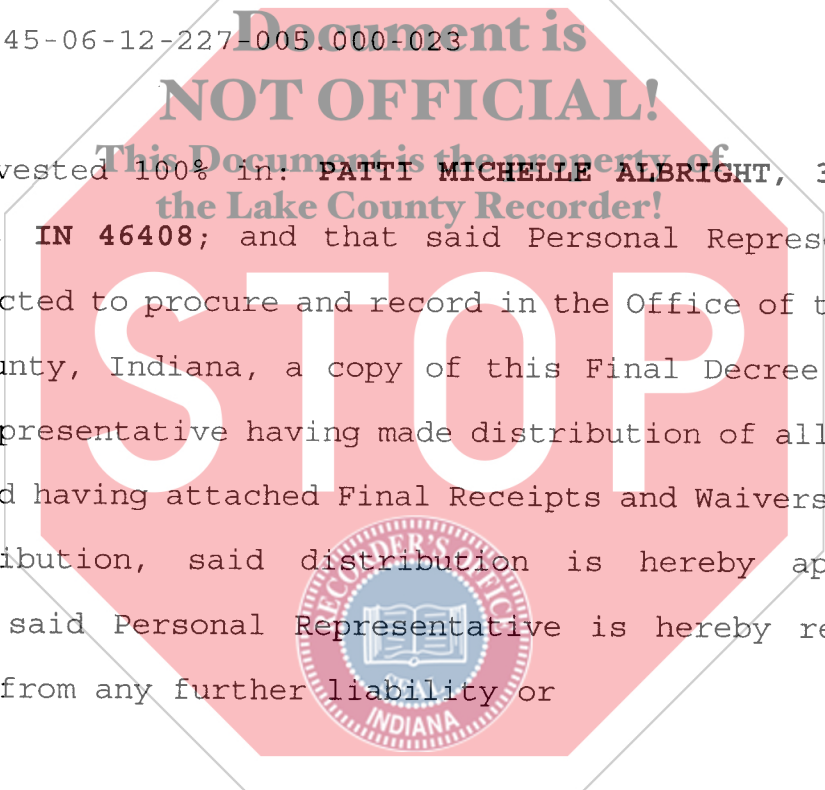 45-06-12-227-005.000-023
Document is
NOT OFFICIAL!
This Document is the property of
the Lake County Recorder!
vested 100% in: PATTI MICHELLE ALBRIGHT, 3
IN 46408; and that said Personal Repres
cted to procure and record in the Office of t
unty, Indiana, a copy of this Final Decree
presentative having made distribution of all
d having attached Final Receipts and Waivers
ibution, said distribution is hereby ap
said Personal Representative is hereby re
from any further liability or
STOP
RECORDER'S OFFIC
SEAL
INDIANA